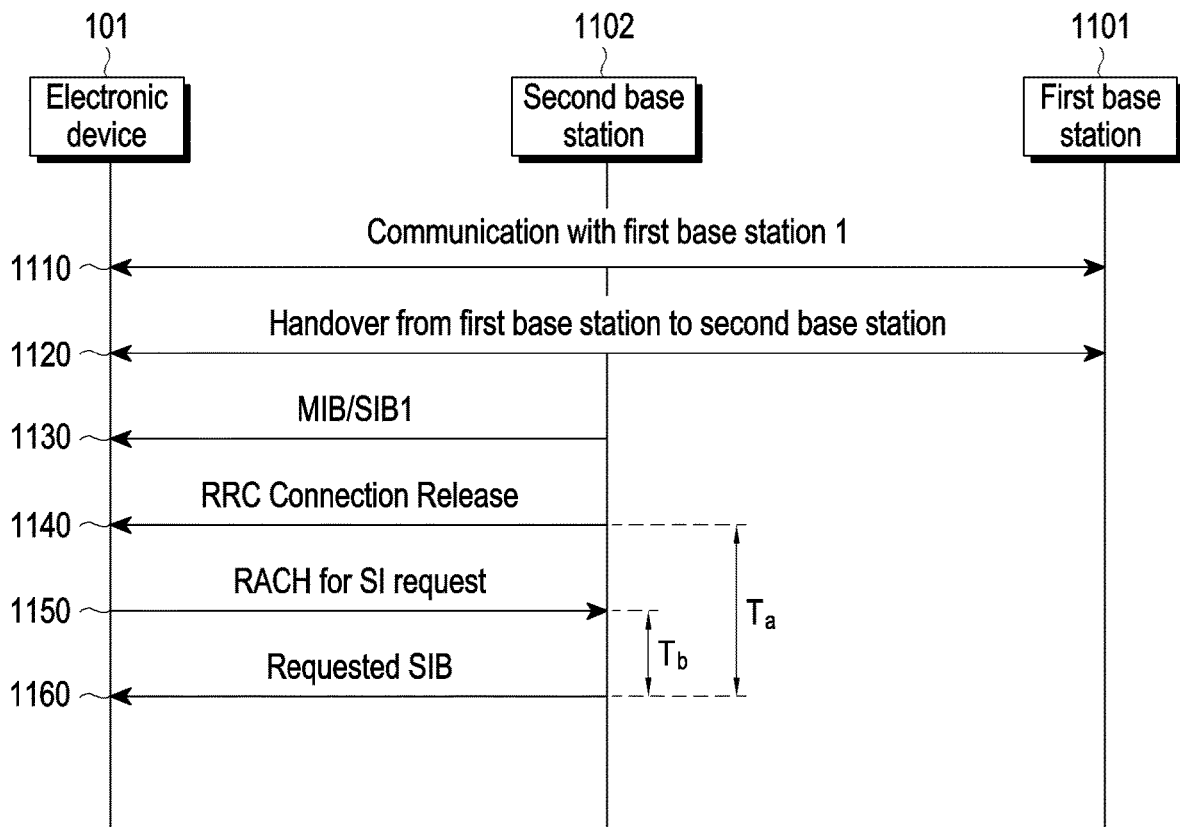 101
1102
1101
Electronic
device
Second base
station
First base
station
Communication with first base station 1
1110
Handover from first base station to second base station
1120
MIB/SIB1
1130
RRC Connection Release
1140
RACH for SI request
1150
Ta
Tb
Requested SIB
1160